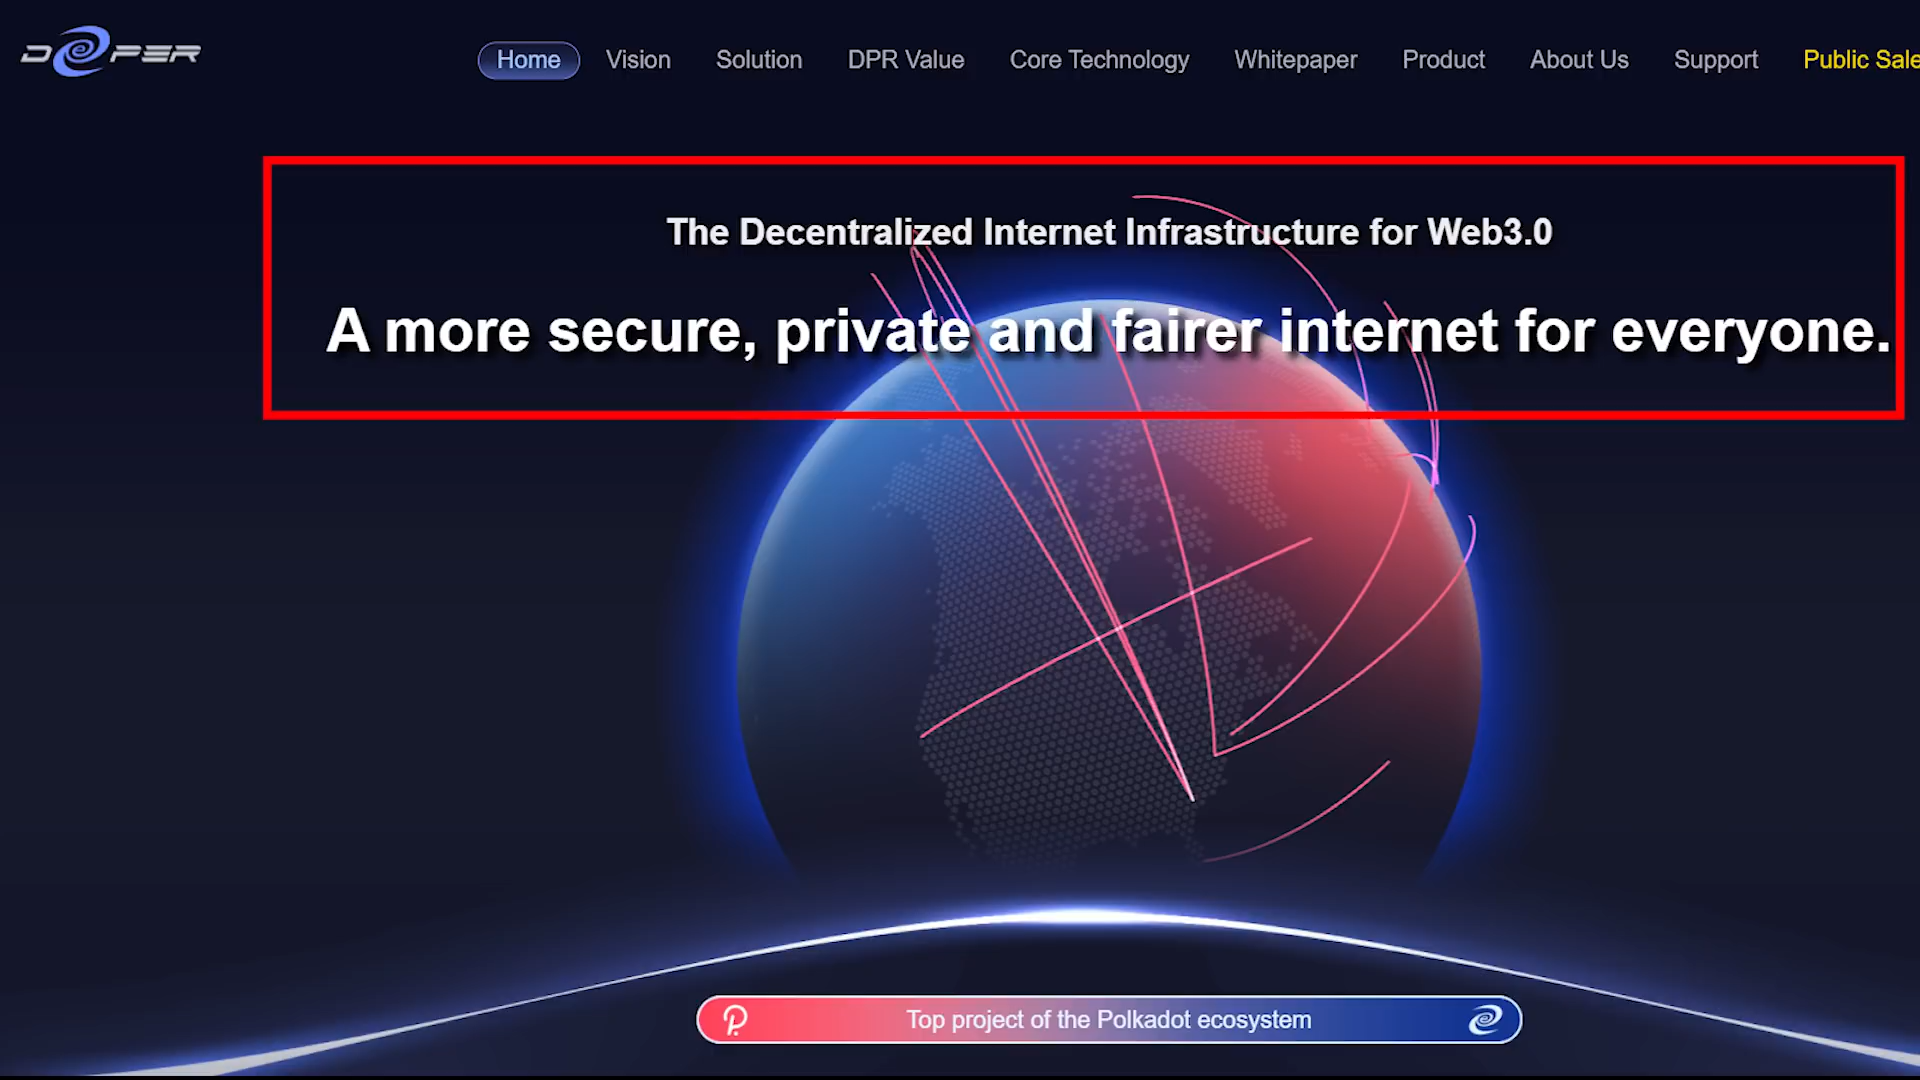 DEEPER
Home Vision Solution DPR Value Core Technology Whitepaper Product About Us Support Public Sale
The Decentralized Internet Infrastructure for Web3.0
A more secure, private and fairer internet for everyone.
Top project of the Polkadot ecosystem